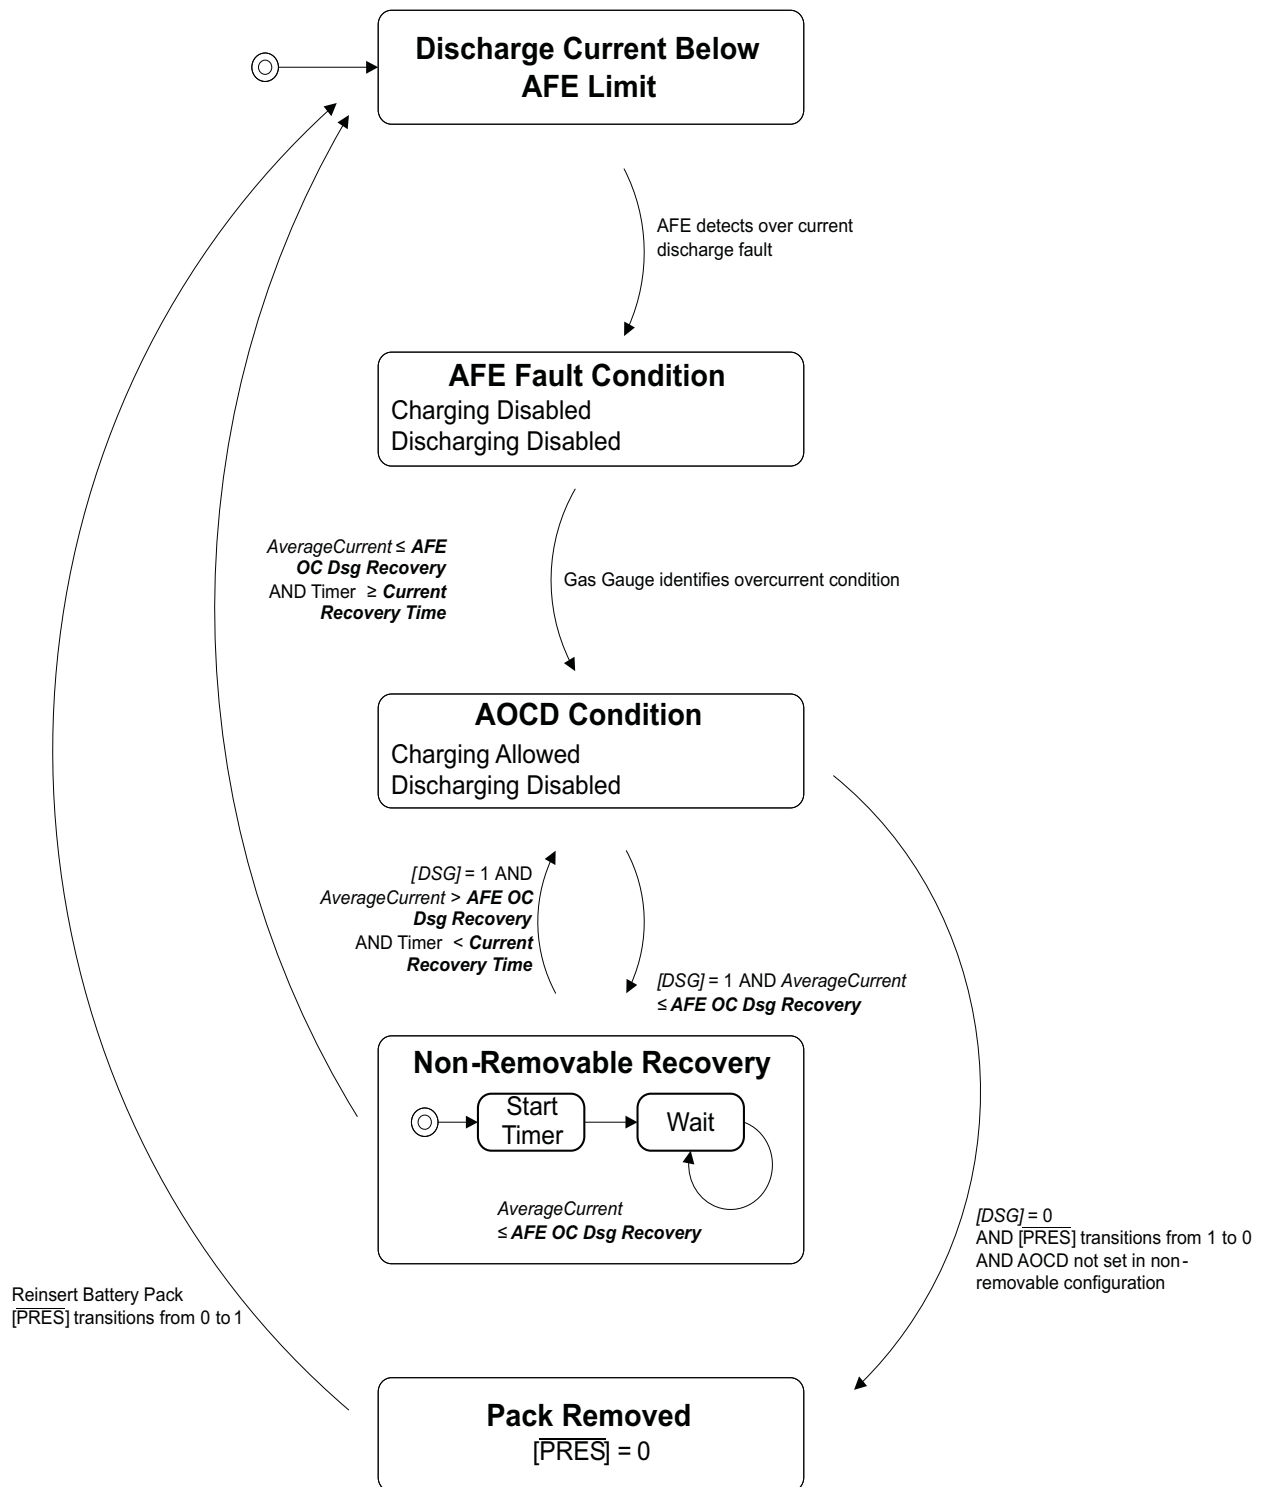 Discharge Current Below
AFE Limit
AFE detects over current
discharge fault
AFE Fault Condition
Charging Disabled
Discharging Disabled
AverageCurrent ≤ AFE
OC Dsg Recovery
AND Timer ≥ Current
Recovery Time
Gas Gauge identifies overcurrent condition
AOCD Condition
Charging Allowed
Discharging Disabled
[DSG] = 1 AND
AverageCurrent > AFE OC
Dsg Recovery
AND Timer < Current
Recovery Time
[DSG] = 1 AND AverageCurrent
≤ AFE OC Dsg Recovery
Non-Removable Recovery
Start
Timer
Wait
AverageCurrent
≤ AFE OC Dsg Recovery
[DSG] = 0
AND [P̅R̅E̅S̅] transitions from 1 to 0
AND AOCD not set in non-
removable configuration
Reinsert Battery Pack
[P̅R̅E̅S̅] transitions from 0 to 1
Pack Removed
[P̅R̅E̅S̅] = 0